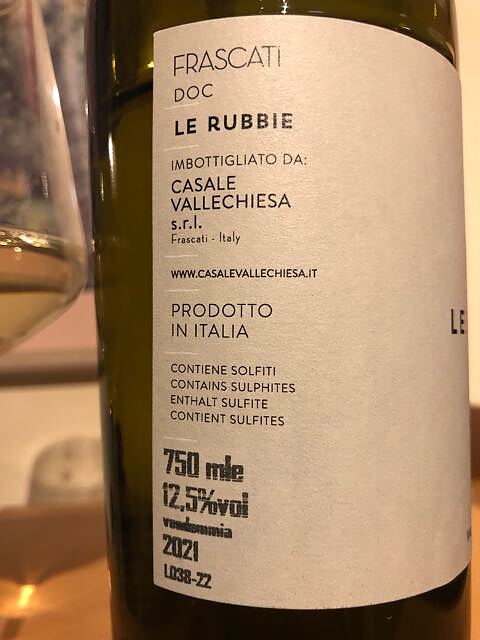 FRASCATI
DOC
LE RUBBIE
IMBOTTIGLIATO DA:
CASALE
VALLECHIESA
s.r.l.
Frascati - Italy
WWW.CASALEVALLECHIESA.IT
PRODOTTO
IN ITALIA
LE
CONTIENE SOLFITI
CONTAINS SULPHITES
ENTHALT SULFITE
CONTIENT SULFITES
750 mle
12,5%vol
vendemmia
2021
L038-22